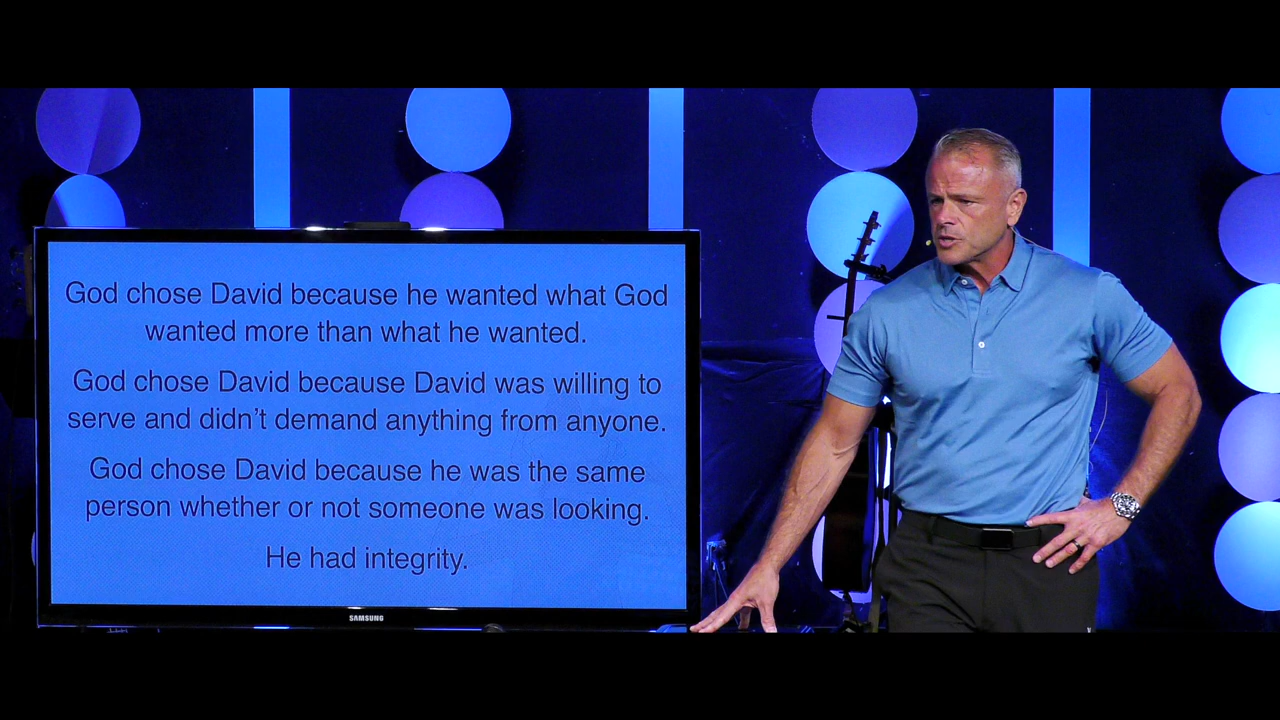 God chose David because he wanted what God
wanted more than what he wanted.
God chose David because David was willing to
serve and didn't demand anything from anyone.
God chose David because he was the same
person whether or not someone was looking.
He had integrity.
SAMSUNG